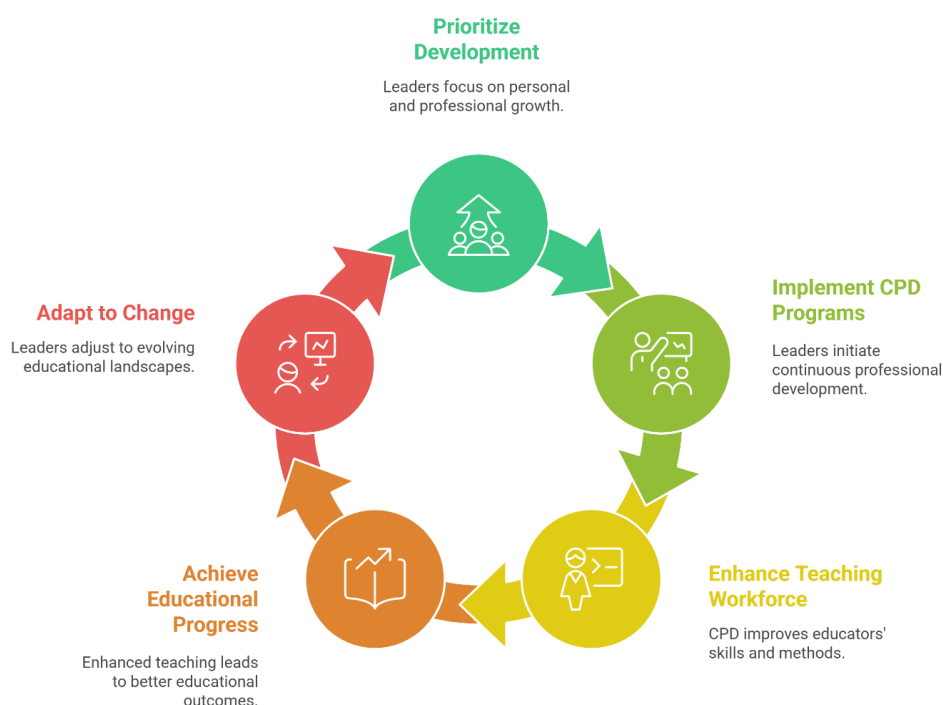 Prioritize
Development
Leaders focus on personal
and professional growth.
Implement CPD
Programs
Leaders initiate
continuous professional
development.
Enhance Teaching
Workforce
CPD improves educators'
skills and methods.
Achieve
Educational
Progress
Enhanced teaching leads
to better educational
outcomes.
Adapt to Change
Leaders adjust to evolving
educational landscapes.